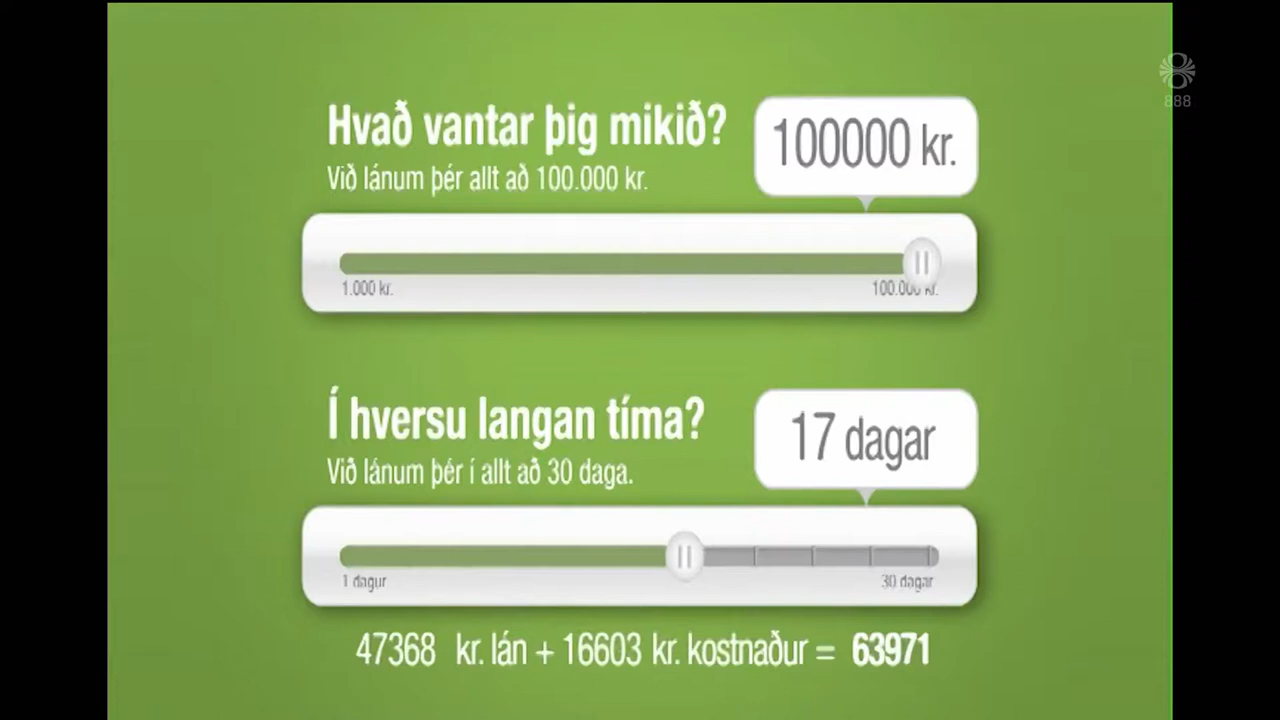 888
Hvað vantar þig mikið?
Við lánum þér allt að 100.000 kr.
100000 kr.
1.000 kr.
100.000 kr.
Í hversu langan tíma?
Við lánum þér í allt að 30 daga.
17 dagar
1 dagur
30 dagar
47368 kr. lán + 16603 kr. kostnaður = 63971